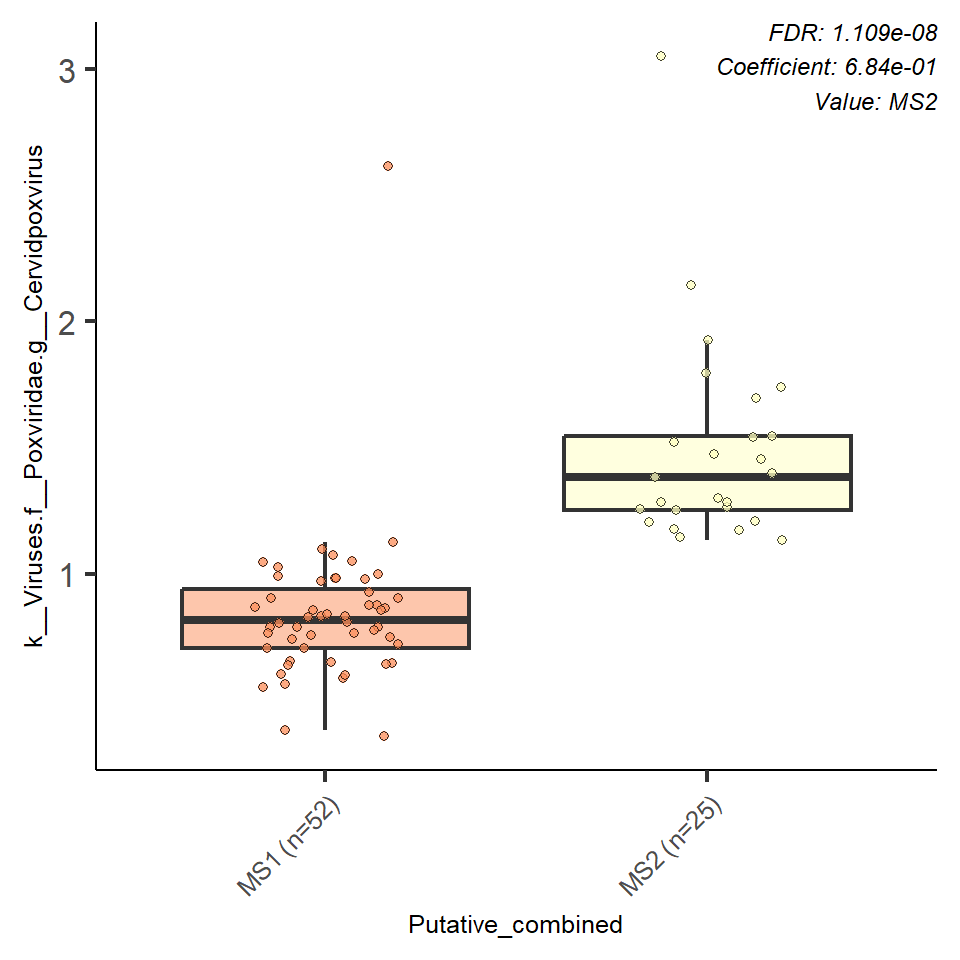 FDR: 1.109e-08
Coefficient: 6.84e-01
Value: MS2
k__Viruses.f__Poxviridae.g__Cervidpoxvirus
3
2
1
MS1 (n=52)
MS2 (n=25)
Putative_combined